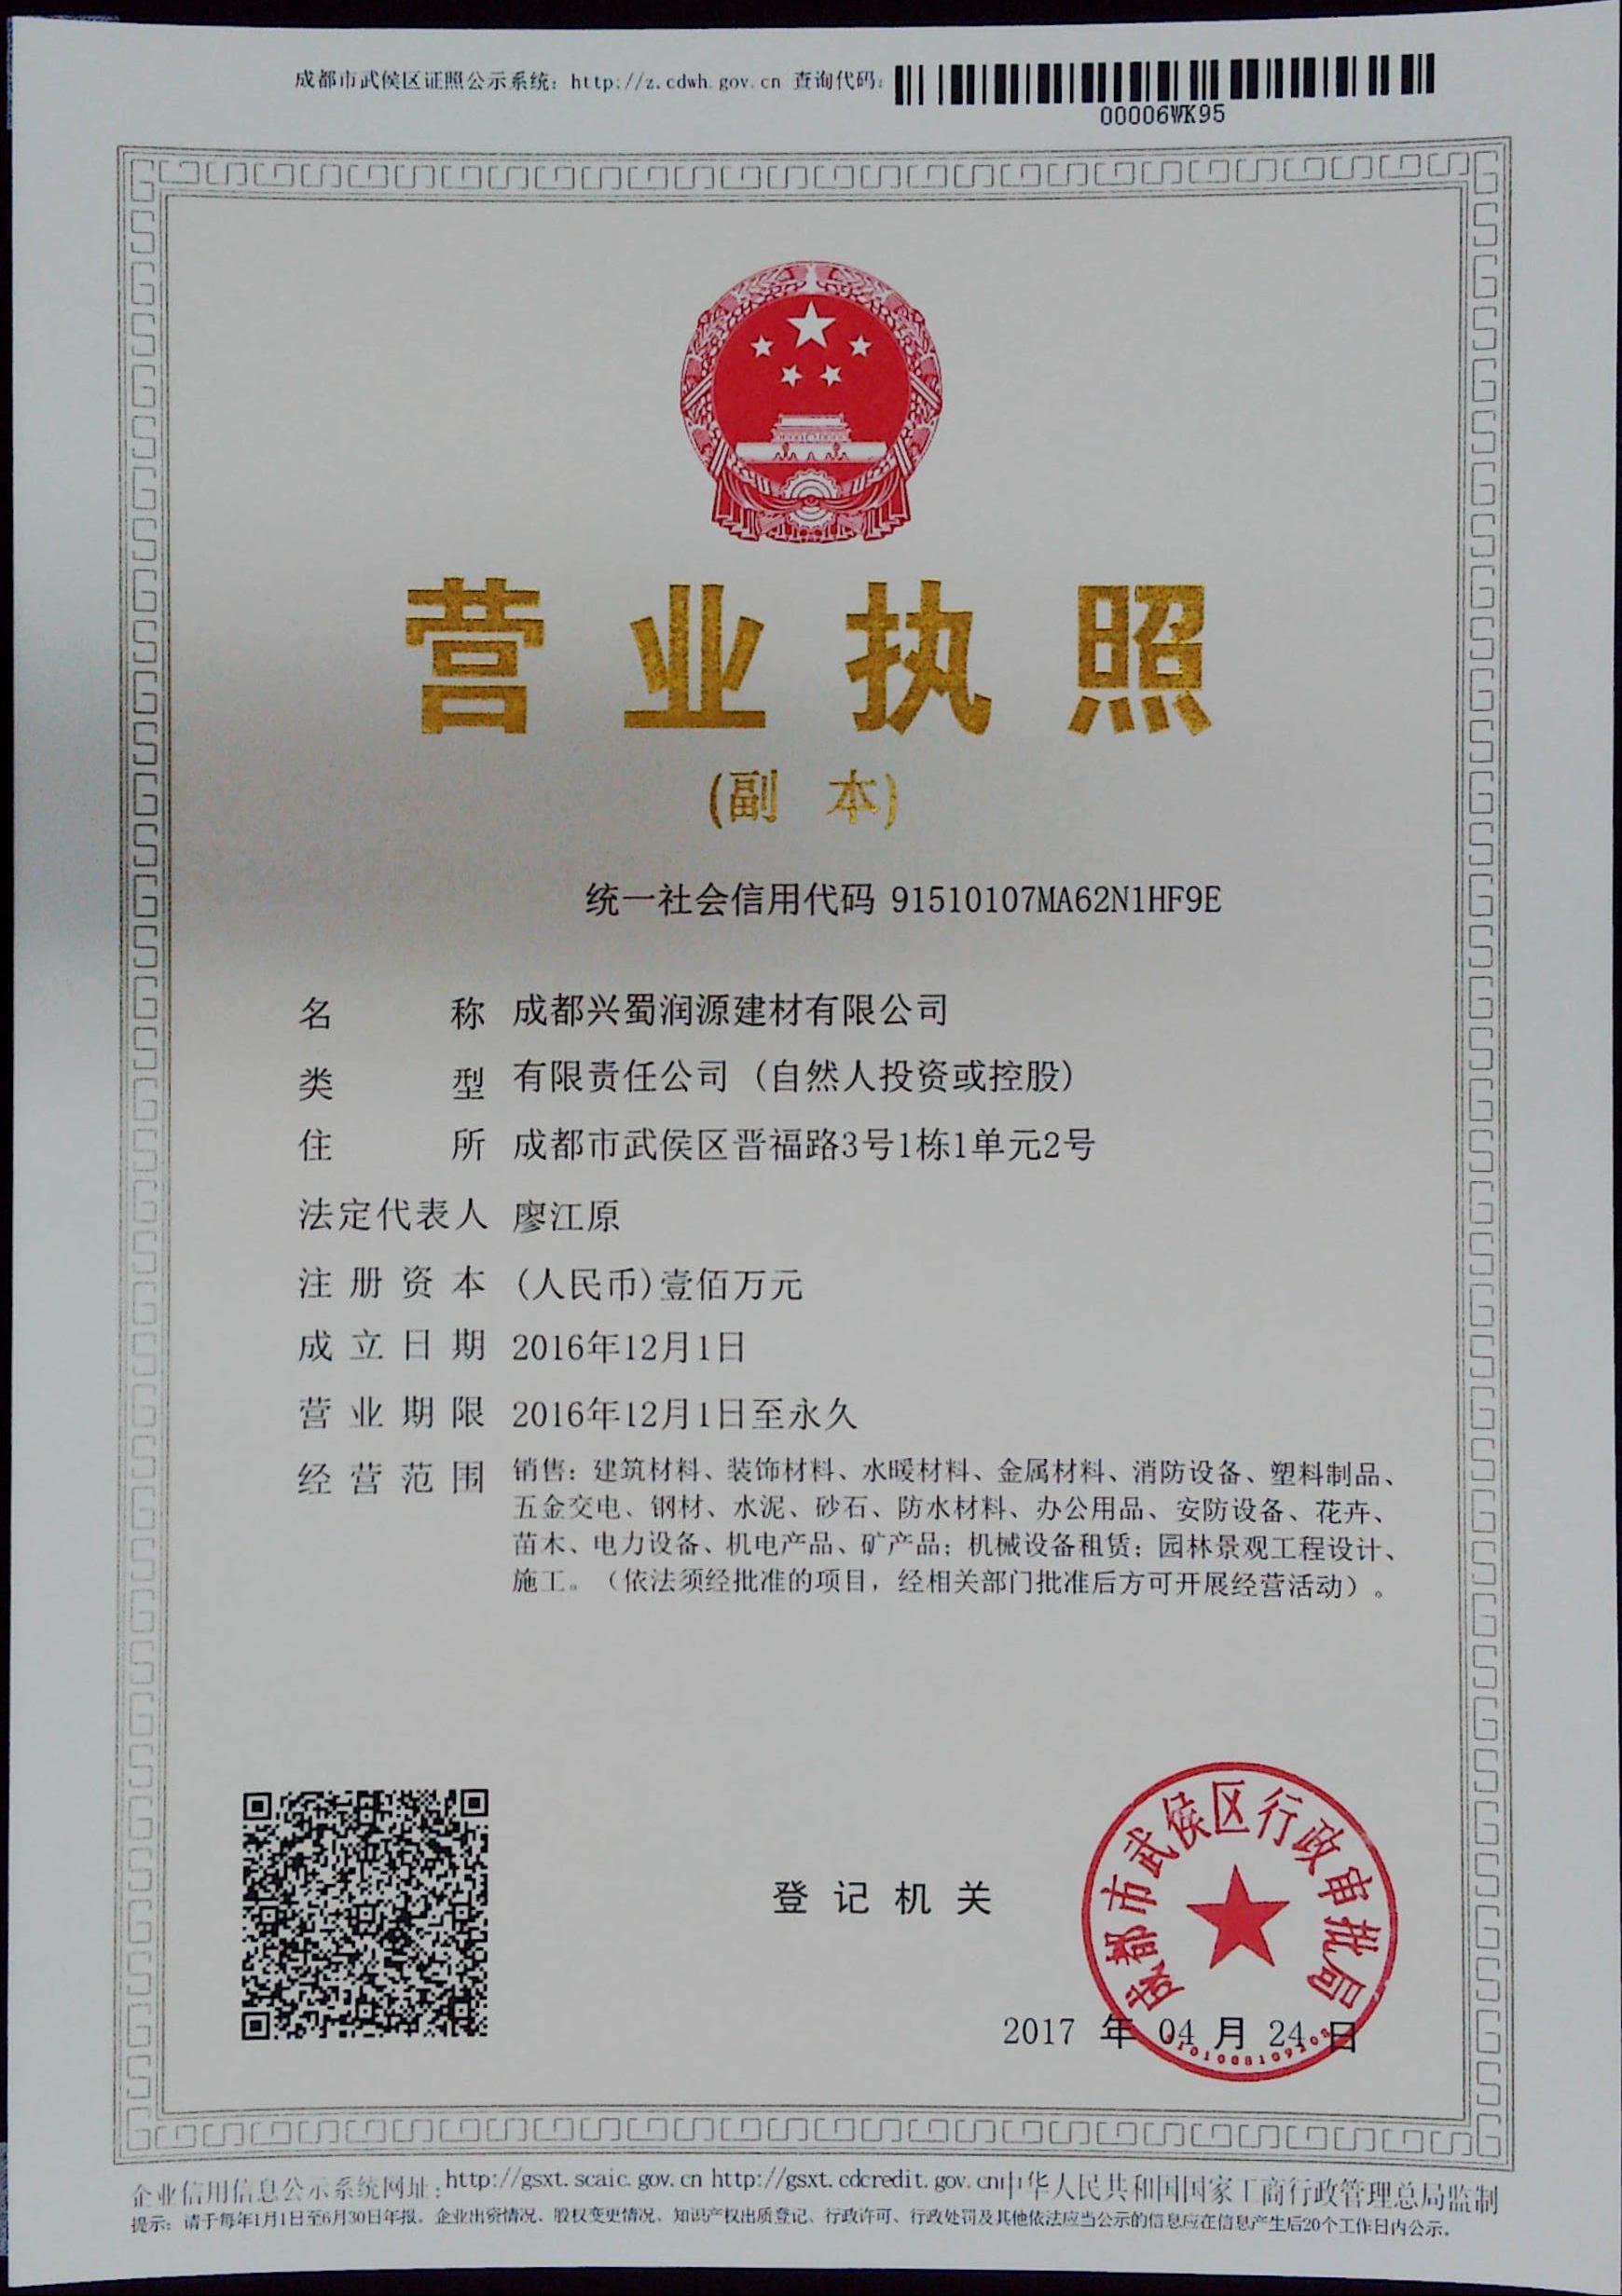 成都市武侯区证照公示系统：http://z.cdwh.gov.cn 查询代码：
00006WK95
营业执照
(副 本)
统一社会信用代码 91510107MA62N1HF9E
名称 成都兴蜀润源建材有限公司
类型 有限责任公司（自然人投资或控股）
住所 成都市武侯区晋福路3号1栋1单元2号
法定代表人 廖江原
注册资本 (人民币)壹佰万元
成立日期 2016年12月1日
营业期限 2016年12月1日至永久
经营范围 销售：建筑材料、装饰材料、水暖材料、金属材料、消防设备、塑料制品、
五金交电、钢材、水泥、砂石、防水材料、办公用品、安防设备、花卉、
苗木、电力设备、机电产品、矿产品；机械设备租赁；园林景观工程设计、
施工。（依法须经批准的项目，经相关部门批准后方可开展经营活动）。
成都市武侯区行政审批局
登记机关
2017 年 04 月 24 日
企业信用信息公示系统网址：http://gsxt.scaic.gov.cn http://gsxt.cdcredit.gov.cn中华人民共和国国家工商行政管理总局监制
提示：请于每年1月1日至6月30日年报。企业出资情况、股权变更情况、知识产权出质登记、行政许可、行政处罚及其他依法应当公示的信息应在信息产生后20个工作日内公示。